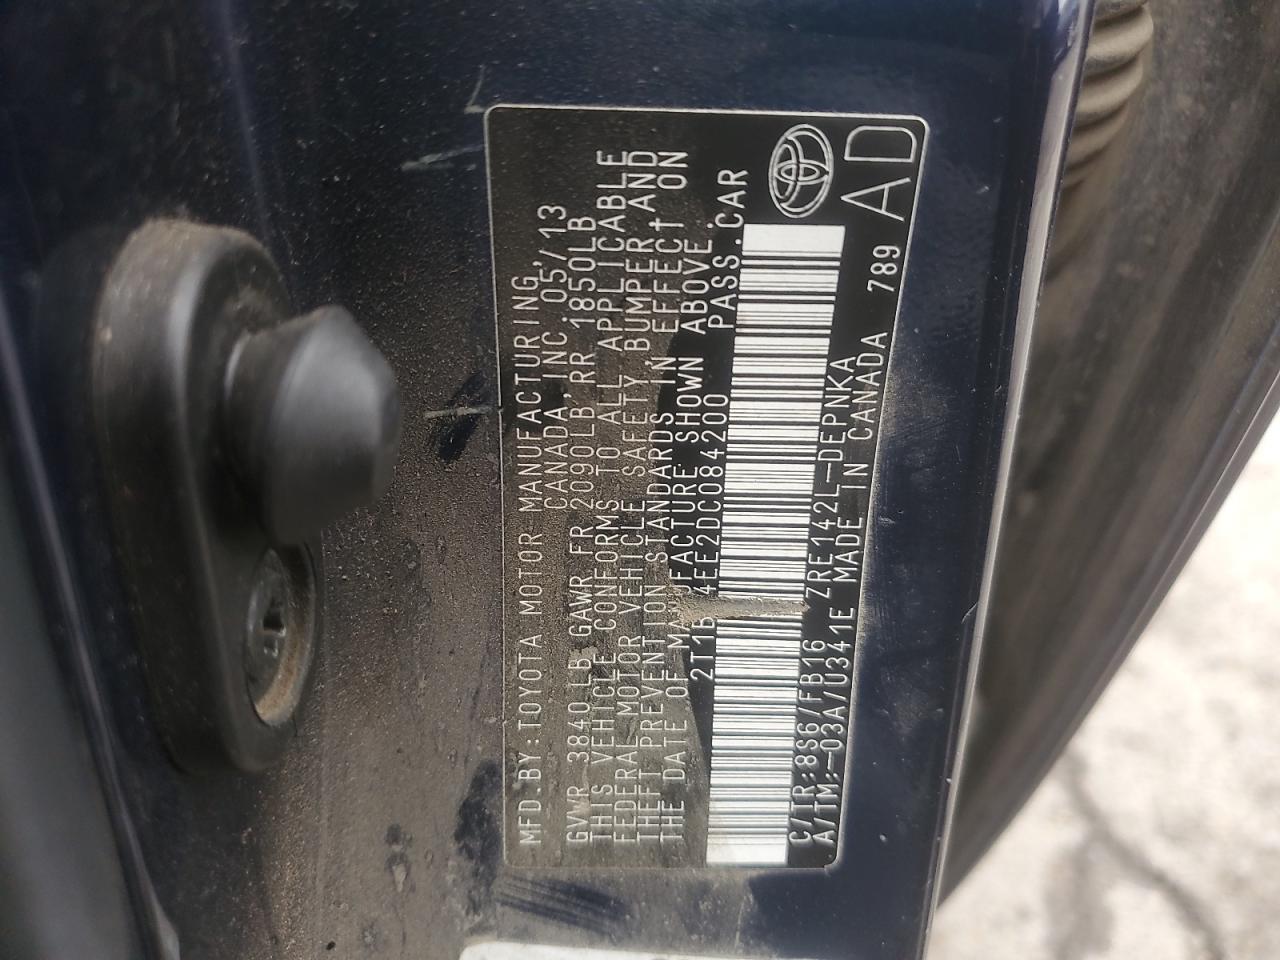 MFD.BY:TOYOTA MOTOR MANUFACTURING,
CANADA,INC.05/13
GVWR 3840LB GAWR FR 2090LB,RR 1850LB
THIS VEHICLE CONFORMS TO ALL APPLICABLE
FEDERAL MOTOR VEHICLE SAFETY,BUMPER,AND
THEFT PREVENTION STANDARDS IN EFFECT ON
THE DATE OF MANUFACTURE SHOWN ABOVE.
4EE2DC084200 PASS.CAR
C/TR:8S6/FB16 ZRE142L-DEPNKA
A/TM:-03A/U341E MADE IN CANADA 789
AD